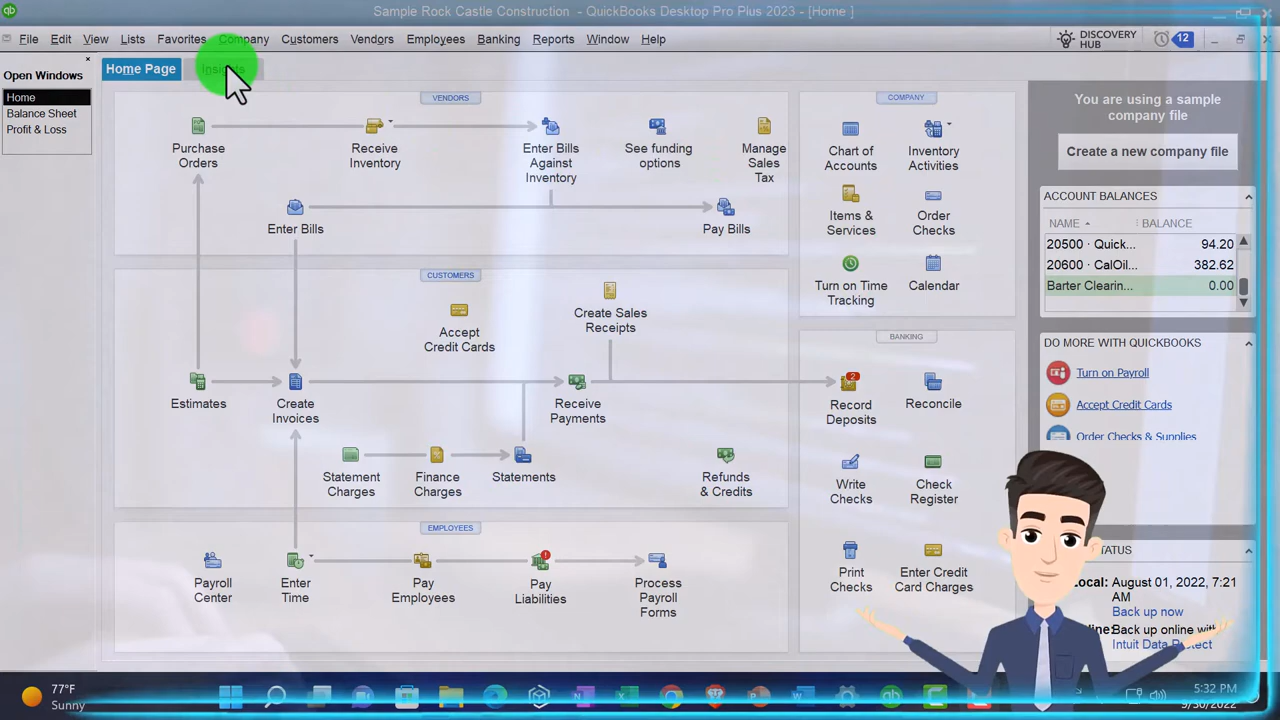 Sample Rock Castle Construction - QuickBooks Desktop Pro Plus 2023 - [Home ]
File Edit View Lists Favorites Company Customers Vendors Employees Banking Reports Window Help
DISCOVERY
HUB
12
Open Windows
Home
Balance Sheet
Profit & Loss
Home Page
Insights
VENDORS
Purchase
Orders
Receive
Inventory
Enter Bills
Against
Inventory
See funding
options
Manage
Sales
Tax
Enter Bills
Pay Bills
CUSTOMERS
Accept
Credit Cards
Create Sales
Receipts
Estimates
Create
Invoices
Receive
Payments
Statement
Charges
Finance
Charges
Statements
Refunds
& Credits
EMPLOYEES
Payroll
Center
Enter
Time
Pay
Employees
Pay
Liabilities
Process
Payroll
Forms
COMPANY
Chart of
Accounts
Inventory
Activities
Items &
Services
Order
Checks
Turn on Time
Tracking
Calendar
BANKING
2
Record
Deposits
Reconcile
Write
Checks
Check
Register
Print
Checks
Enter Credit
Card Charges
You are using a sample
company file
Create a new company file
ACCOUNT BALANCES
NAME BALANCE
20500 · Quick... 94.20
20600 · CalOil... 382.62
Barter Clearin... 0.00
DO MORE WITH QUICKBOOKS
Turn on Payroll
Accept Credit Cards
Order Checks & Supplies
STATUS
Local: August 01, 2022, 7:21
AM
Back up now
Back up online with
Intuit Data Protect
77°F
Sunny
5:32 PM
9/30/2022